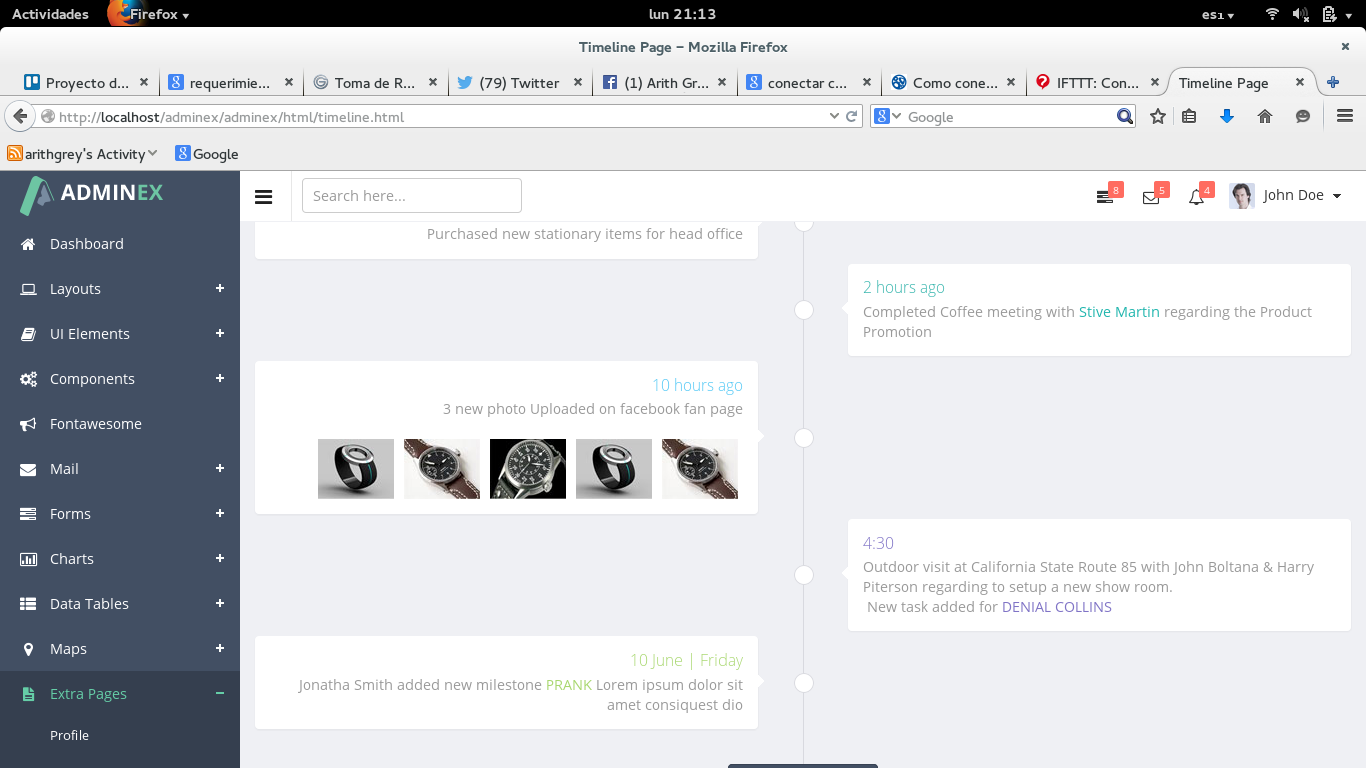 Actividades
Firefox
lun 21:13
es1
Timeline Page – Mozilla Firefox
Proyecto d...
requerimie...
Toma de R...
(79) Twitter
(1) Arith Gr...
conectar c...
Como cone...
IFTTT: Con...
Timeline Page
http://localhost/adminex/adminex/html/timeline.html
Google
arithgrey's Activity
Google
ADMINEX
Search here...
8
5
4
John Doe
Dashboard
Layouts
UI Elements
Components
Fontawesome
Mail
Forms
Charts
Data Tables
Maps
Extra Pages
Profile
Purchased new stationary items for head office
2 hours ago
Completed Coffee meeting with Stive Martin regarding the Product
Promotion
10 hours ago
3 new photo Uploaded on facebook fan page
4:30
Outdoor visit at California State Route 85 with John Boltana & Harry
Piterson regarding to setup a new show room.
New task added for DENIAL COLLINS
10 June | Friday
Jonatha Smith added new milestone PRANK Lorem ipsum dolor sit
amet consiquest dio